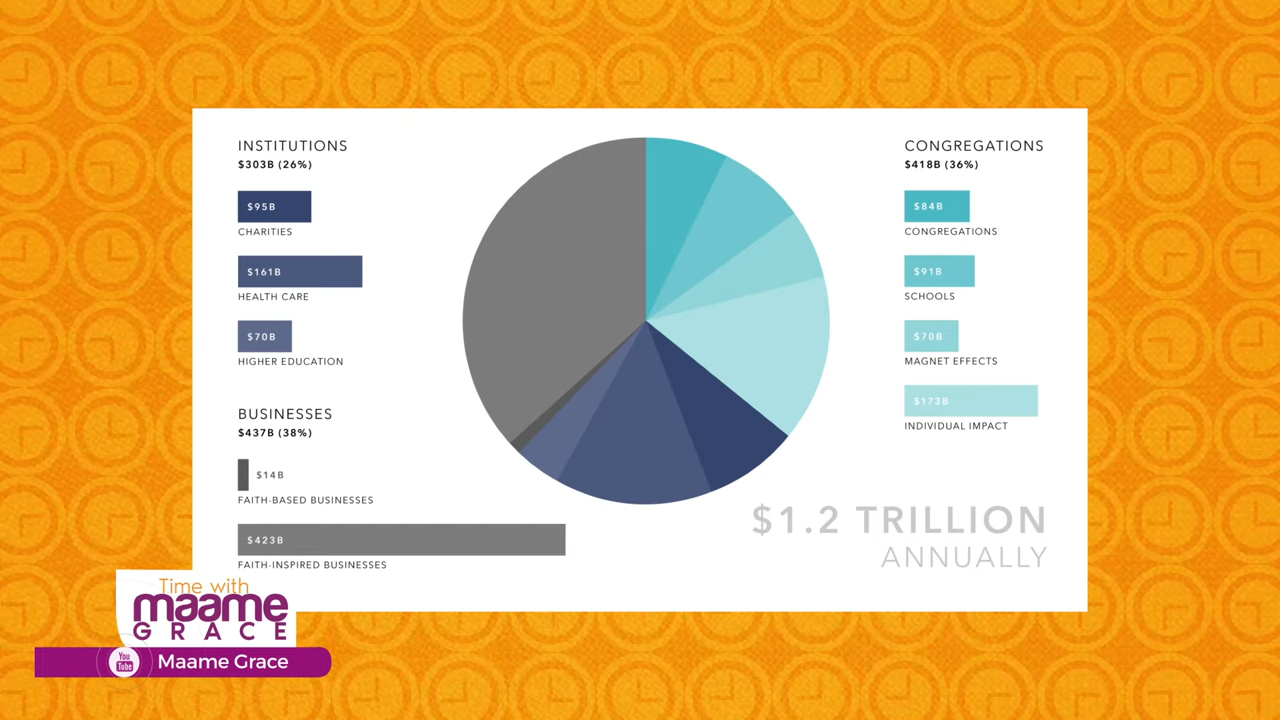 INSTITUTIONS
$303B (26%)
$95B
CHARITIES
$161B
HEALTH CARE
$70B
HIGHER EDUCATION
BUSINESSES
$437B (38%)
$14B
FAITH-BASED BUSINESSES
$423B
FAITH-INSPIRED BUSINESSES
CONGREGATIONS
$418B (36%)
$84B
CONGREGATIONS
$91B
SCHOOLS
$70B
MAGNET EFFECTS
$173B
INDIVIDUAL IMPACT
$1.2 TRILLION
ANNUALLY
Time with
maame
GRACE
You
Tube
Maame Grace